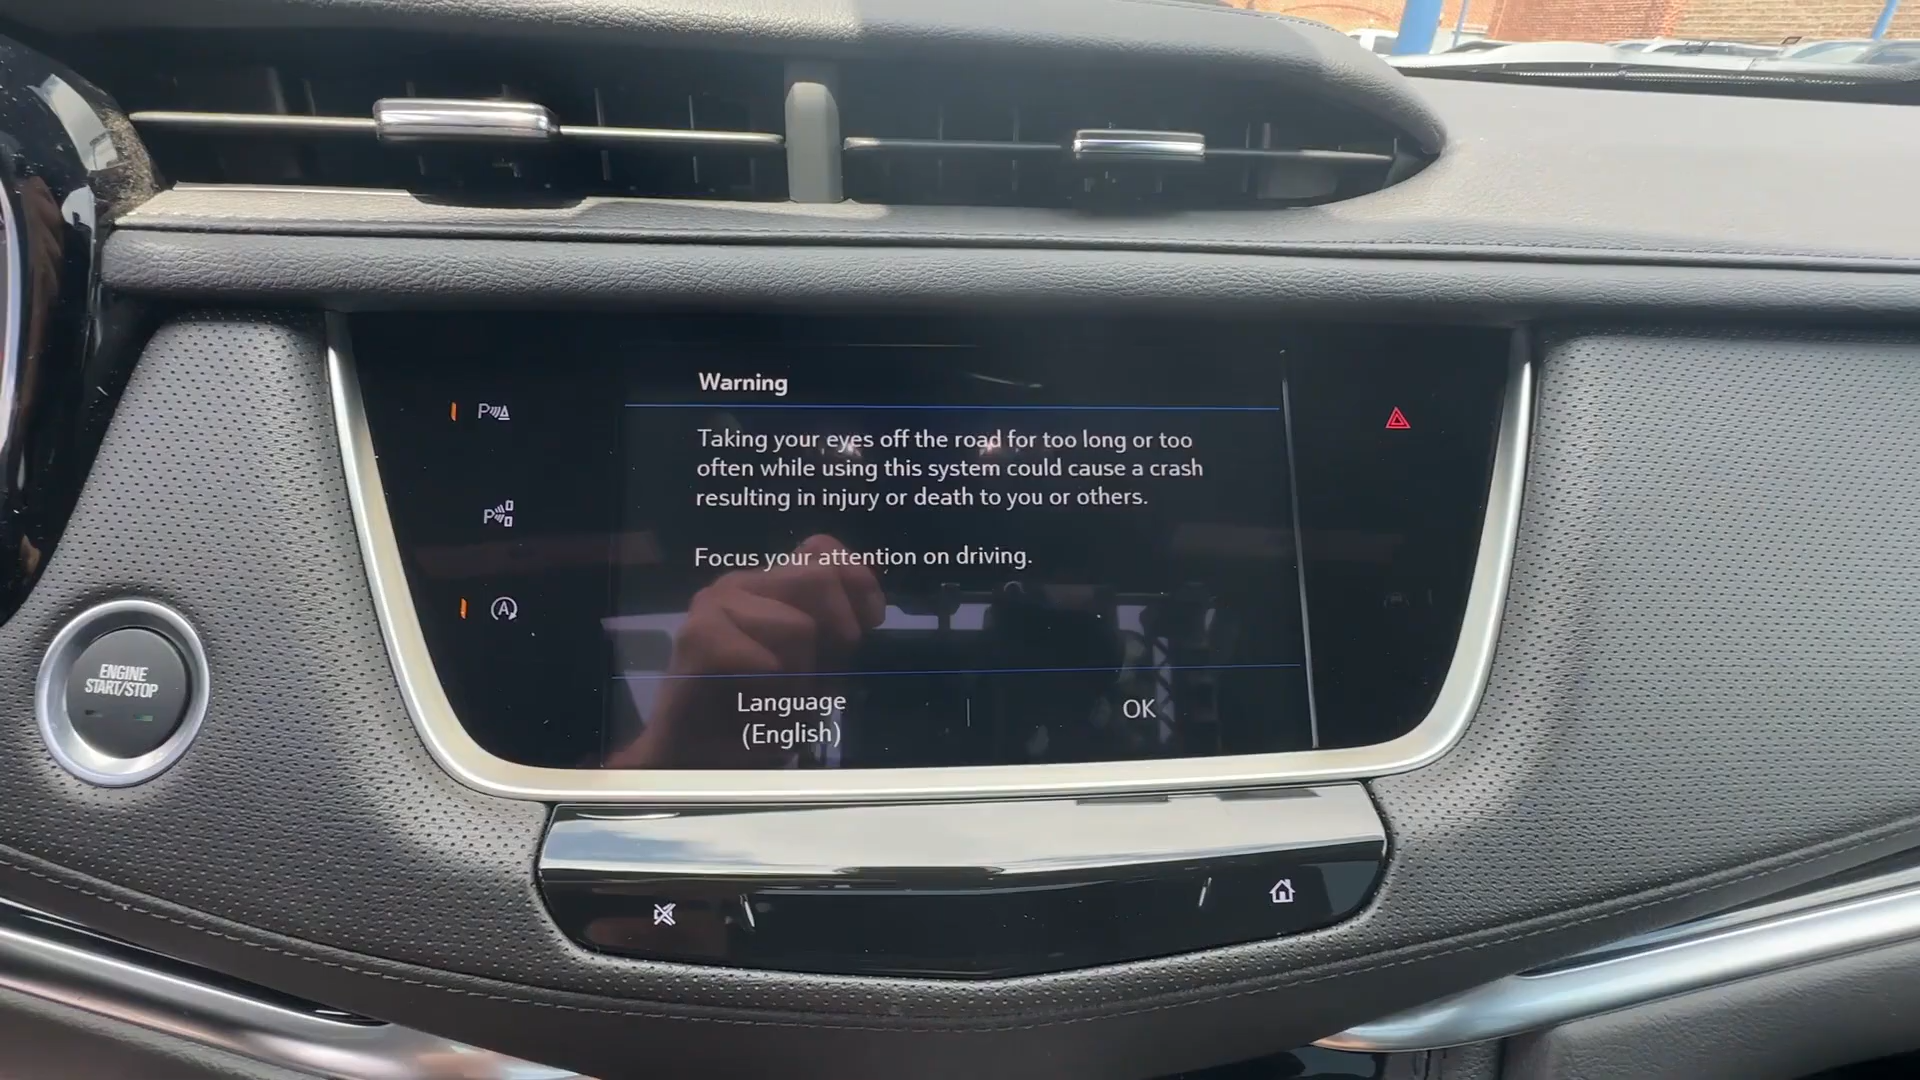 Warning
Taking your eyes off the road for too long or too
often while using this system could cause a crash
resulting in injury or death to you or others.
Focus your attention on driving.
Language
(English)
OK
P
P
A
ENGINE
START/STOP